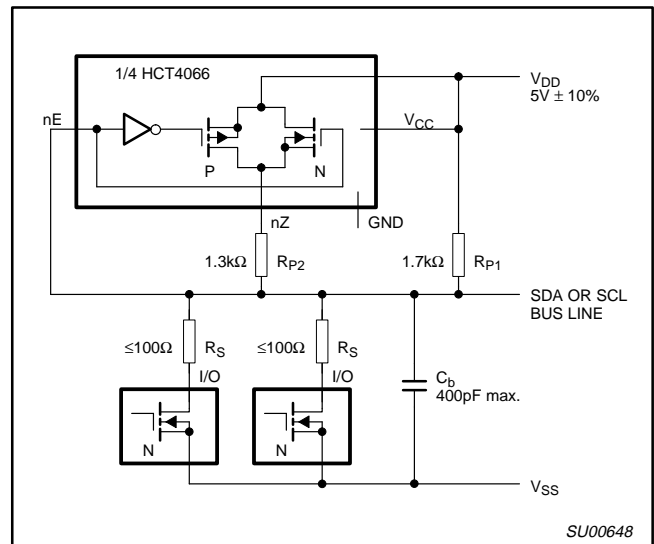 1/4 HCT4066
V_DD
5V ± 10%
nE
V_CC
P
N
GND
nZ
1.3kΩ
R_P2
1.7kΩ
R_P1
SDA OR SCL
BUS LINE
≤100Ω
R_S
≤100Ω
R_S
I/O
I/O
C_b
400pF max.
N
N
V_SS
SU00648